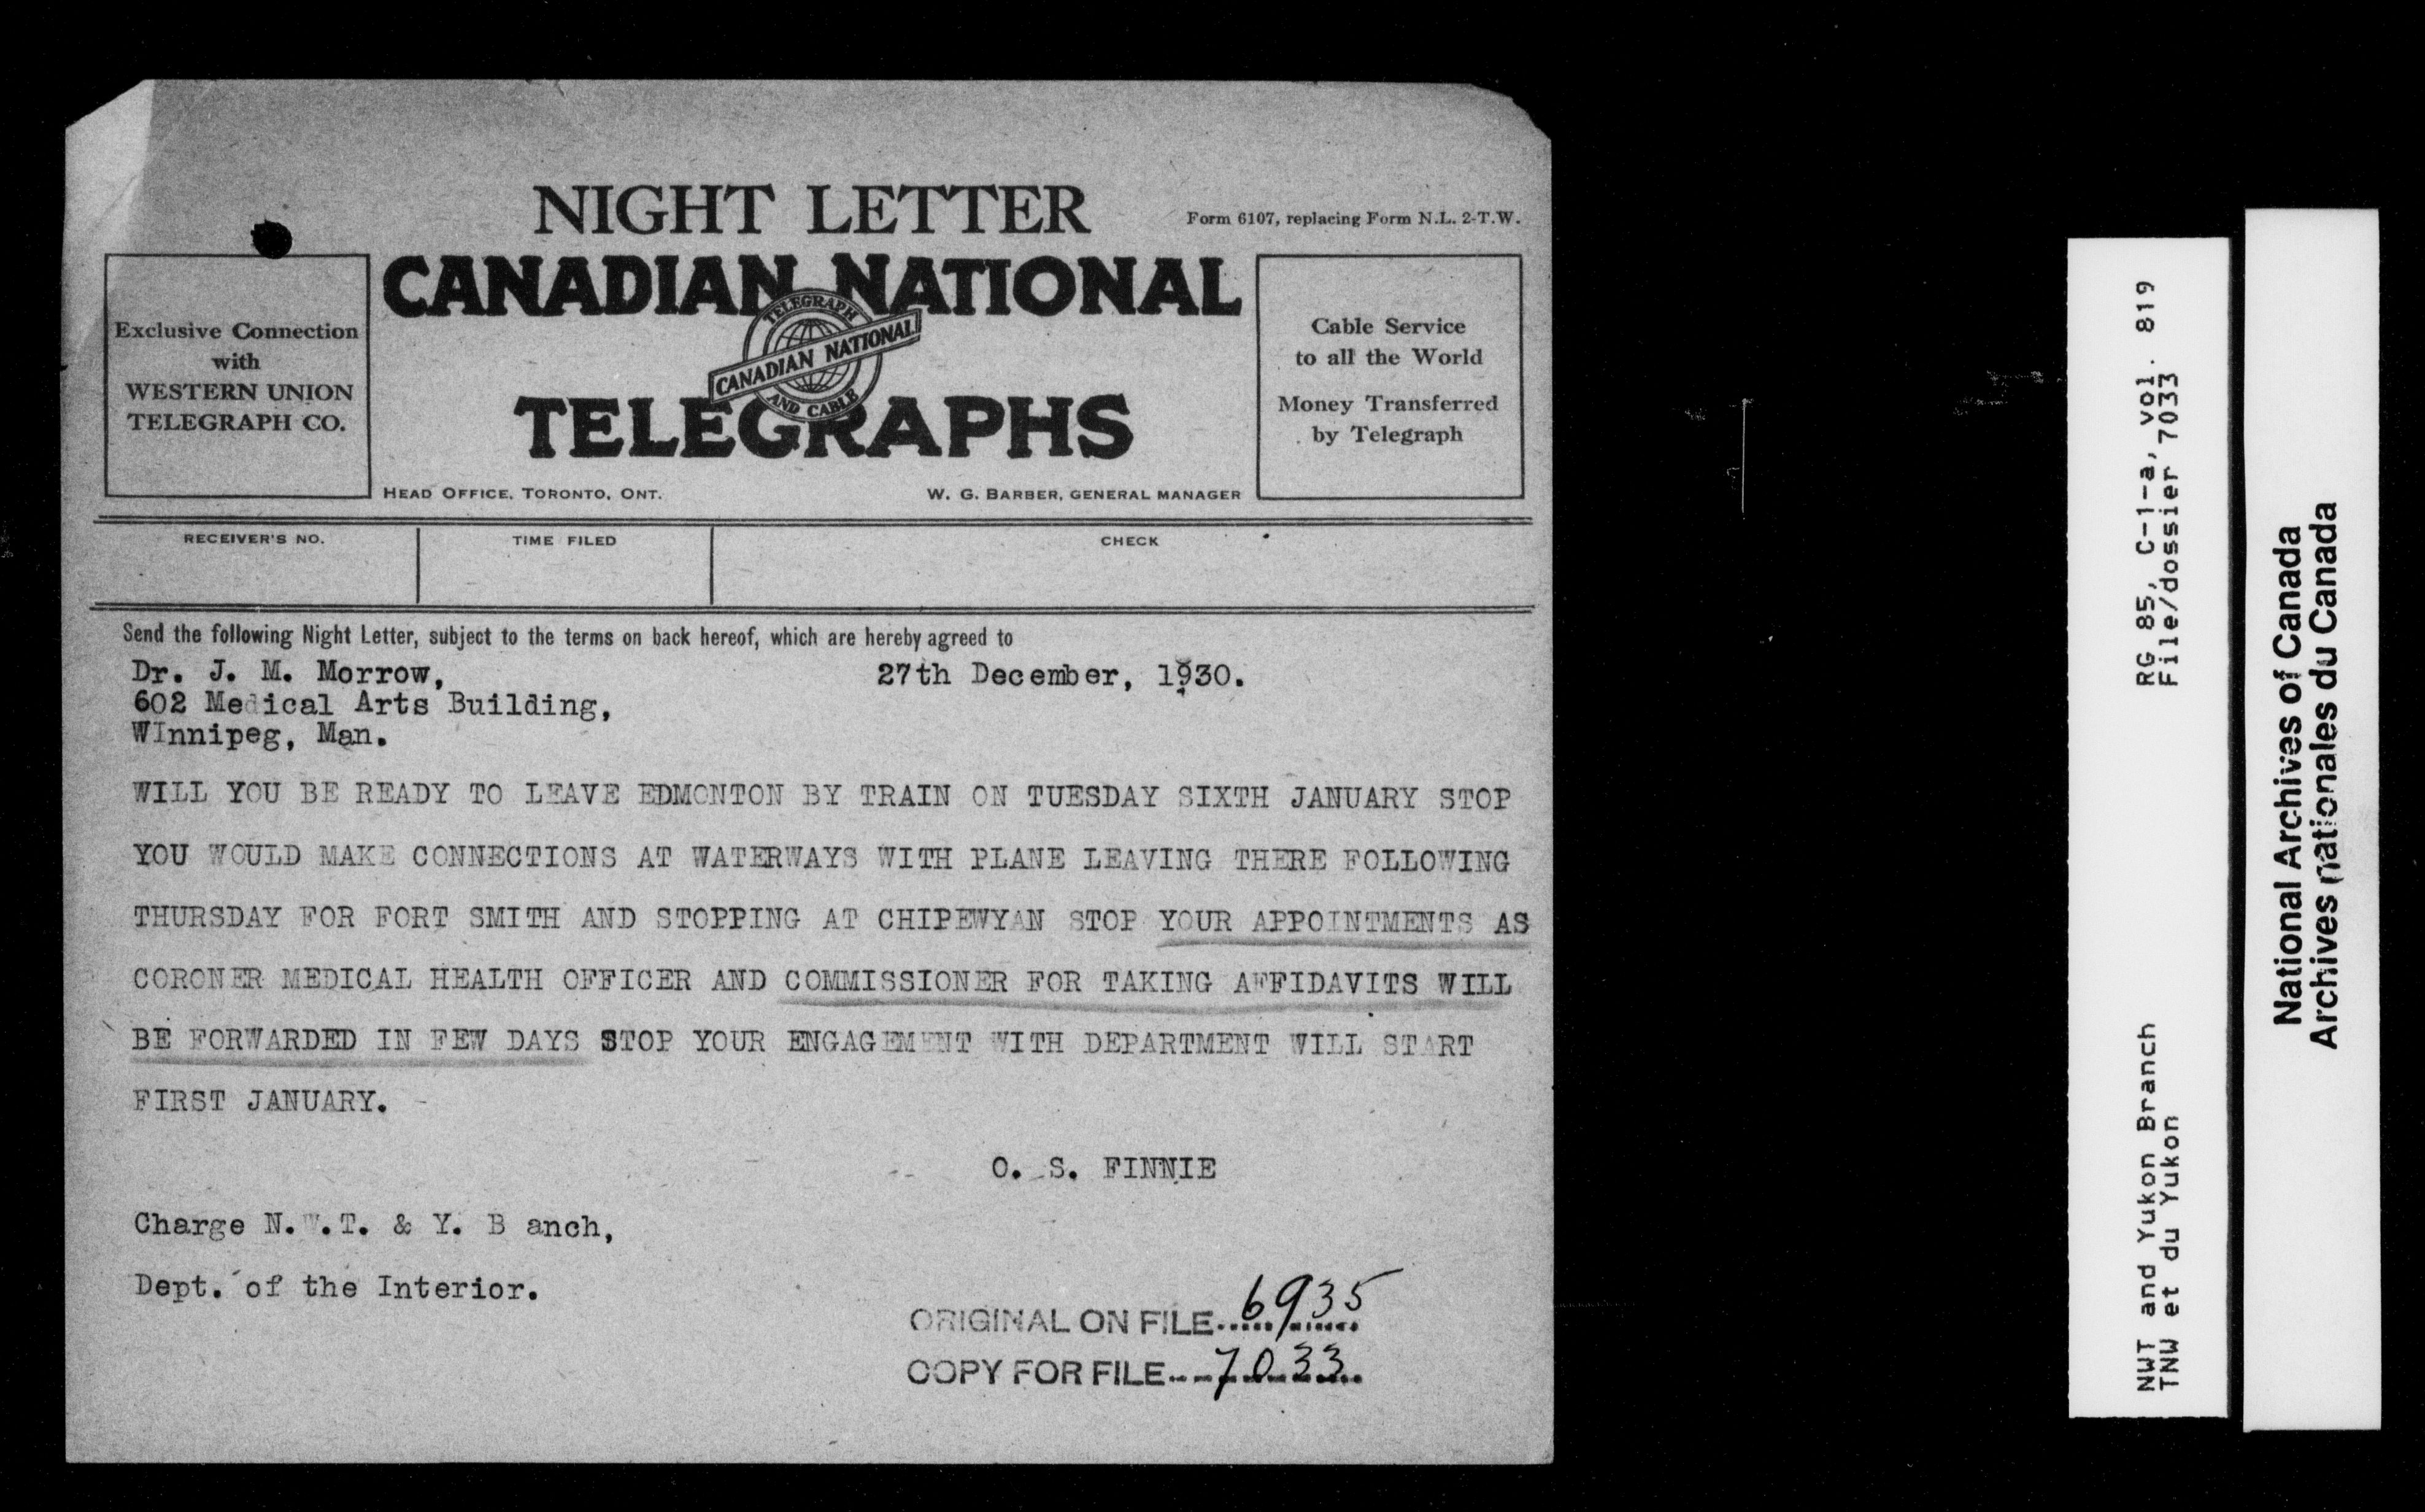 NIGHT LETTER
Form 6107, replacing Form N.L. 2-T.W.
Exclusive Connection
with
WESTERN UNION
TELEGRAPH CO.
CANADIAN NATIONAL
TELEGRAPH
CANADIAN NATIONAL
AND CABLE
TELEGRAPHS
Cable Service
to all the World
Money Transferred
by Telegraph
HEAD OFFICE, TORONTO, ONT.
W. G. BARBER, GENERAL MANAGER
RECEIVER'S NO.
TIME FILED
CHECK
Send the following Night Letter, subject to the terms on back hereof, which are hereby agreed to
Dr. J. M. Morrow, 27th December, 1930.
602 Medical Arts Building,
WInnipeg, Man.
WILL YOU BE READY TO LEAVE EDMONTON BY TRAIN ON TUESDAY SIXTH JANUARY STOP
YOU WOULD MAKE CONNECTIONS AT WATERWAYS WITH PLANE LEAVING THERE FOLLOWING
THURSDAY FOR FORT SMITH AND STOPPING AT CHIPEWYAN STOP YOUR APPOINTMENTS AS
CORONER MEDICAL HEALTH OFFICER AND COMMISSIONER FOR TAKING AFFIDAVITS WILL
BE FORWARDED IN FEW DAYS STOP YOUR ENGAGEMENT WITH DEPARTMENT WILL START
FIRST JANUARY.
O. S. FINNIE
Charge N.W.T. & Y. B anch,
Dept. of the Interior.
ORIGINAL ON FILE..... 6935
COPY FOR FILE.. 7033
RG 85, C-1-a, vol. 819
File/dossier 7033
NWT and Yukon Branch
TNW et du Yukon
National Archives of Canada
Archives nationales du Canada